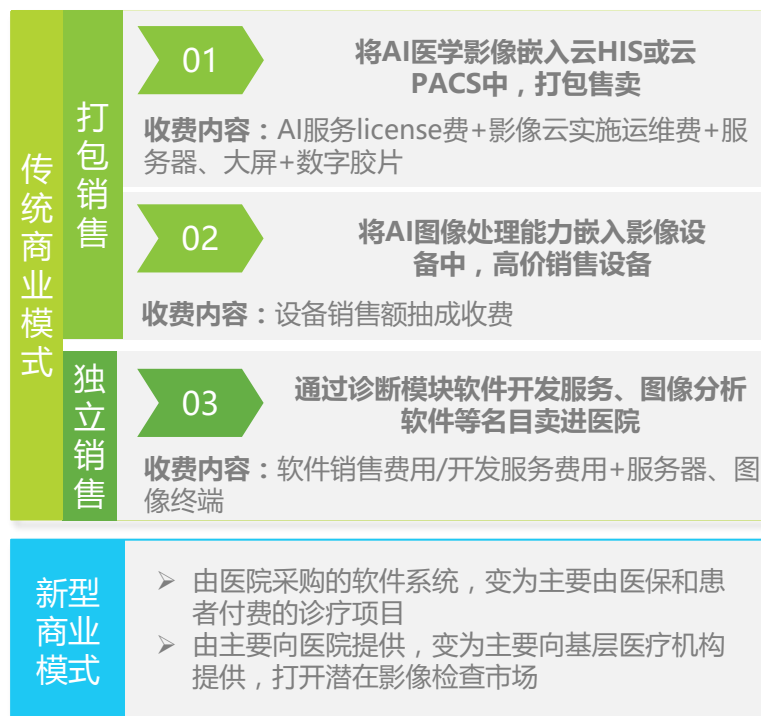 传统商业模式
打包销售
01
将AI医学影像嵌入云HIS或云
PACS中，打包售卖
收费内容：AI服务license费+影像云实施运维费+服
务器、大屏+数字胶片
02
将AI图像处理能力嵌入影像设
备中，高价销售设备
收费内容：设备销售额抽成收费
独立销售
03
通过诊断模块软件开发服务、图像分析
软件等名目卖进医院
收费内容：软件销售费用/开发服务费用+服务器、图
像终端
新型
商业
模式
➢ 由医院采购的软件系统，变为主要由医保和患
者付费的诊疗项目
➢ 由主要向医院提供，变为主要向基层医疗机构
提供，打开潜在影像检查市场